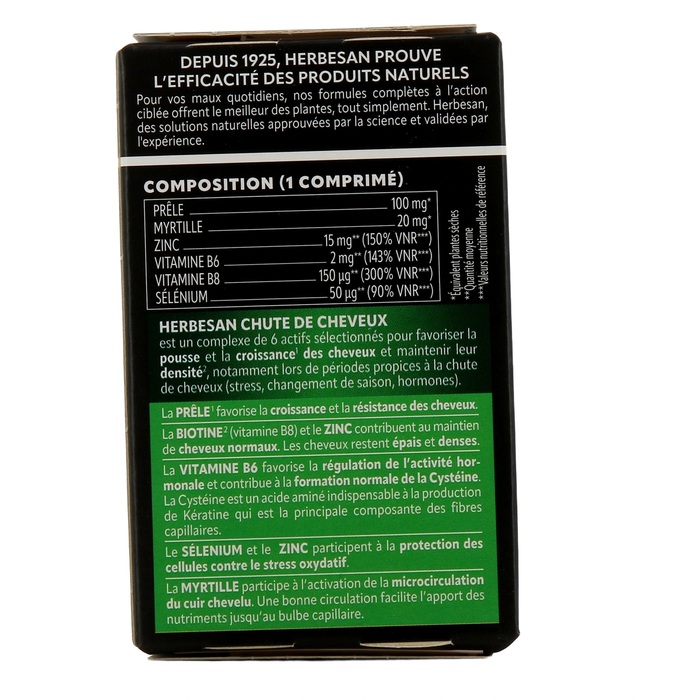 DEPUIS 1925, HERBESAN PROUVE
L'EFFICACITÉ DES PRODUITS NATURELS
Pour vos maux quotidiens, nos formules complètes à l'action
ciblée offrent le meilleur des plantes, tout simplement. Herbesan,
des solutions naturelles approuvées par la science et validées par
l'expérience.
COMPOSITION (1 COMPRIMÉ)
PRÊLE 100 mg*
MYRTILLE 20 mg*
ZINC 15 mg** (150% VNR***)
VITAMINE B6 2 mg** (143% VNR***)
VITAMINE B8 150 µg** (300% VNR***)
SÉLÉNIUM 50 µg** (90% VNR***)
*Équivalent plantes sèches
**Quantité moyenne
***Valeurs nutritionnelles de référence
HERBESAN CHUTE DE CHEVEUX
est un complexe de 6 actifs sélectionnés pour favoriser la
pousse et la croissance¹ des cheveux et maintenir leur
densité², notamment lors de périodes propices à la chute
de cheveux (stress, changement de saison, hormones).
La PRÊLE¹ favorise la croissance et la résistance des cheveux.
La BIOTINE² (vitamine B8) et le ZINC contribuent au maintien
de cheveux normaux. Les cheveux restent épais et denses.
La VITAMINE B6 favorise la régulation de l'activité hor-
monale et contribue à la formation normale de la Cystéine.
La Cystéine est un acide aminé indispensable à la production
de Kératine qui est la principale composante des fibres
capillaires.
Le SÉLENIUM et le ZINC participent à la protection des
cellules contre le stress oxydatif.
La MYRTILLE participe à l'activation de la microcirculation
du cuir chevelu. Une bonne circulation facilite l'apport des
nutriments jusqu'au bulbe capillaire.